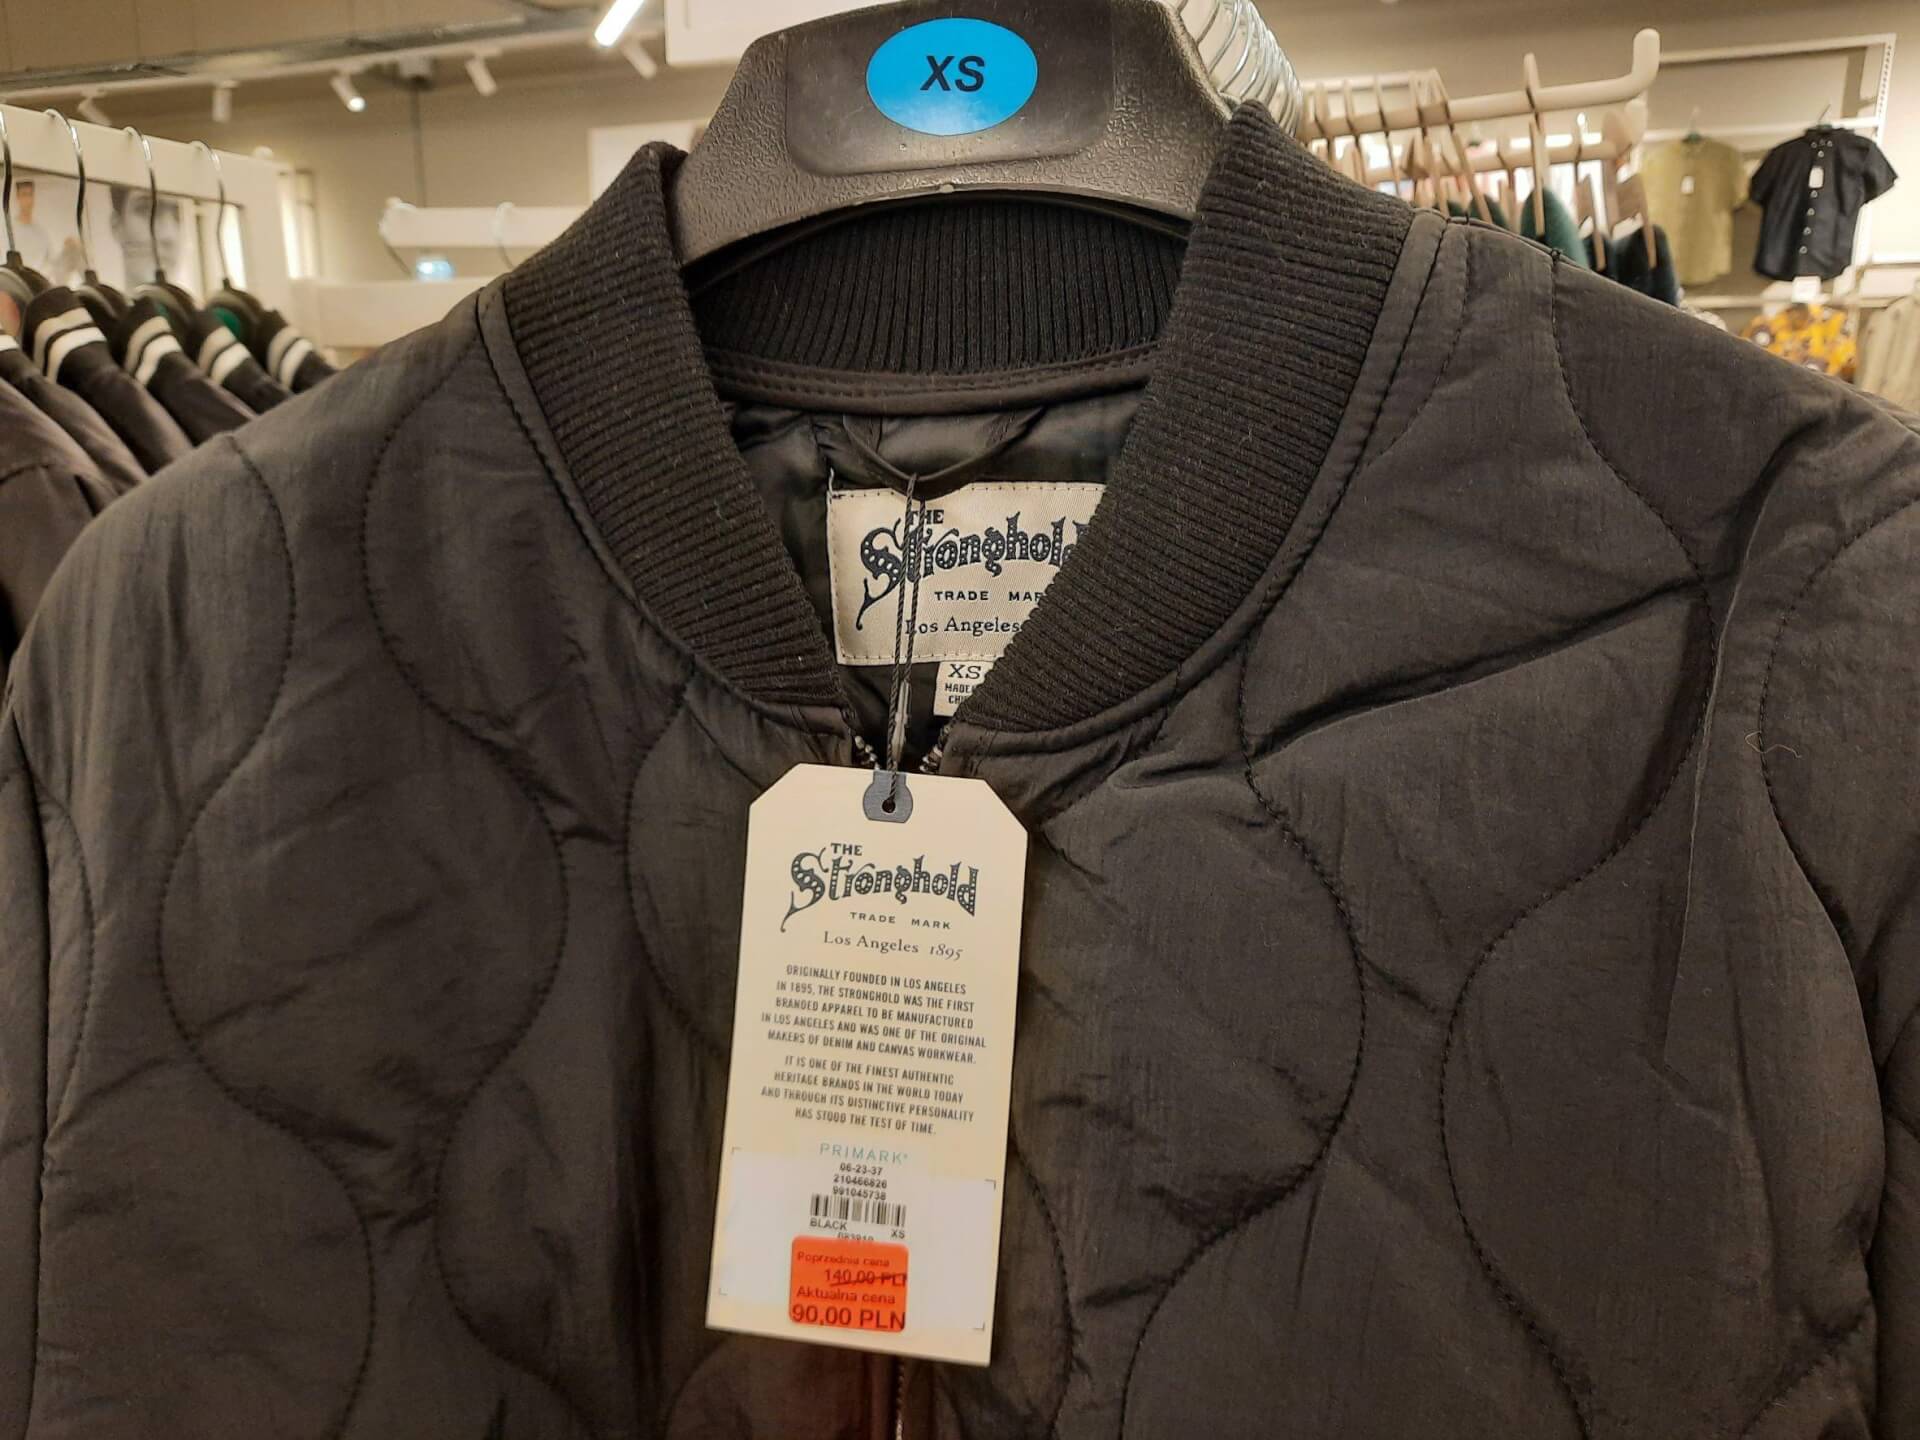 XS
THE
Stronghold
TRADE MAR
Los Angeles
XS
MADE
THE
Stronghold
TRADE MARK
Los Angeles 1895
ORIGINALLY FOUNDED IN LOS ANGELES
IN 1895, THE STRONGHOLD WAS THE FIRST
BRANDED APPAREL TO BE MANUFACTURED
IN LOS ANGELES AND WAS ONE OF THE ORIGINAL
MAKERS OF DENIM AND CANVAS WORKWEAR.
IT IS ONE OF THE FINEST AUTHENTIC
HERITAGE BRANDS IN THE WORLD TODAY
AND THROUGH ITS DISTINCTIVE PERSONALITY
HAS STOOD THE TEST OF TIME.
PRIMARK®
06-23-37
210466826
991045738
BLACK XS
Poprzednia cena
140,00 PLN
Aktualna cena
90,00 PLN